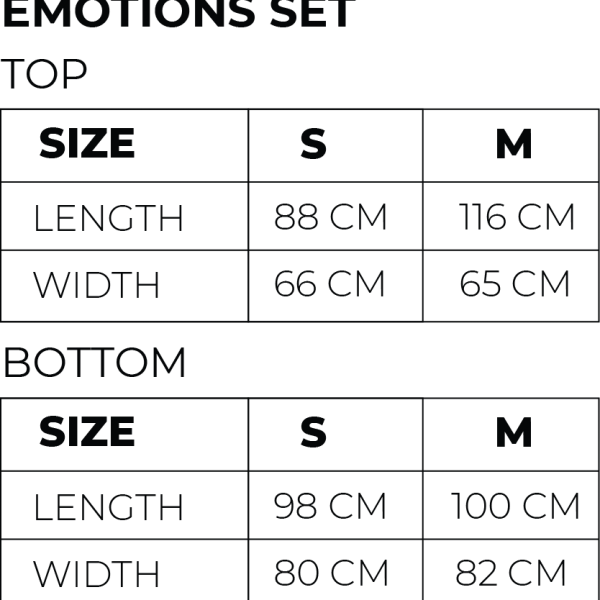 EMOTIONS SET
TOP
SIZE S M
LENGTH 88 CM 116 CM
WIDTH 66 CM 65 CM
BOTTOM
SIZE S M
LENGTH 98 CM 100 CM
WIDTH 80 CM 82 CM